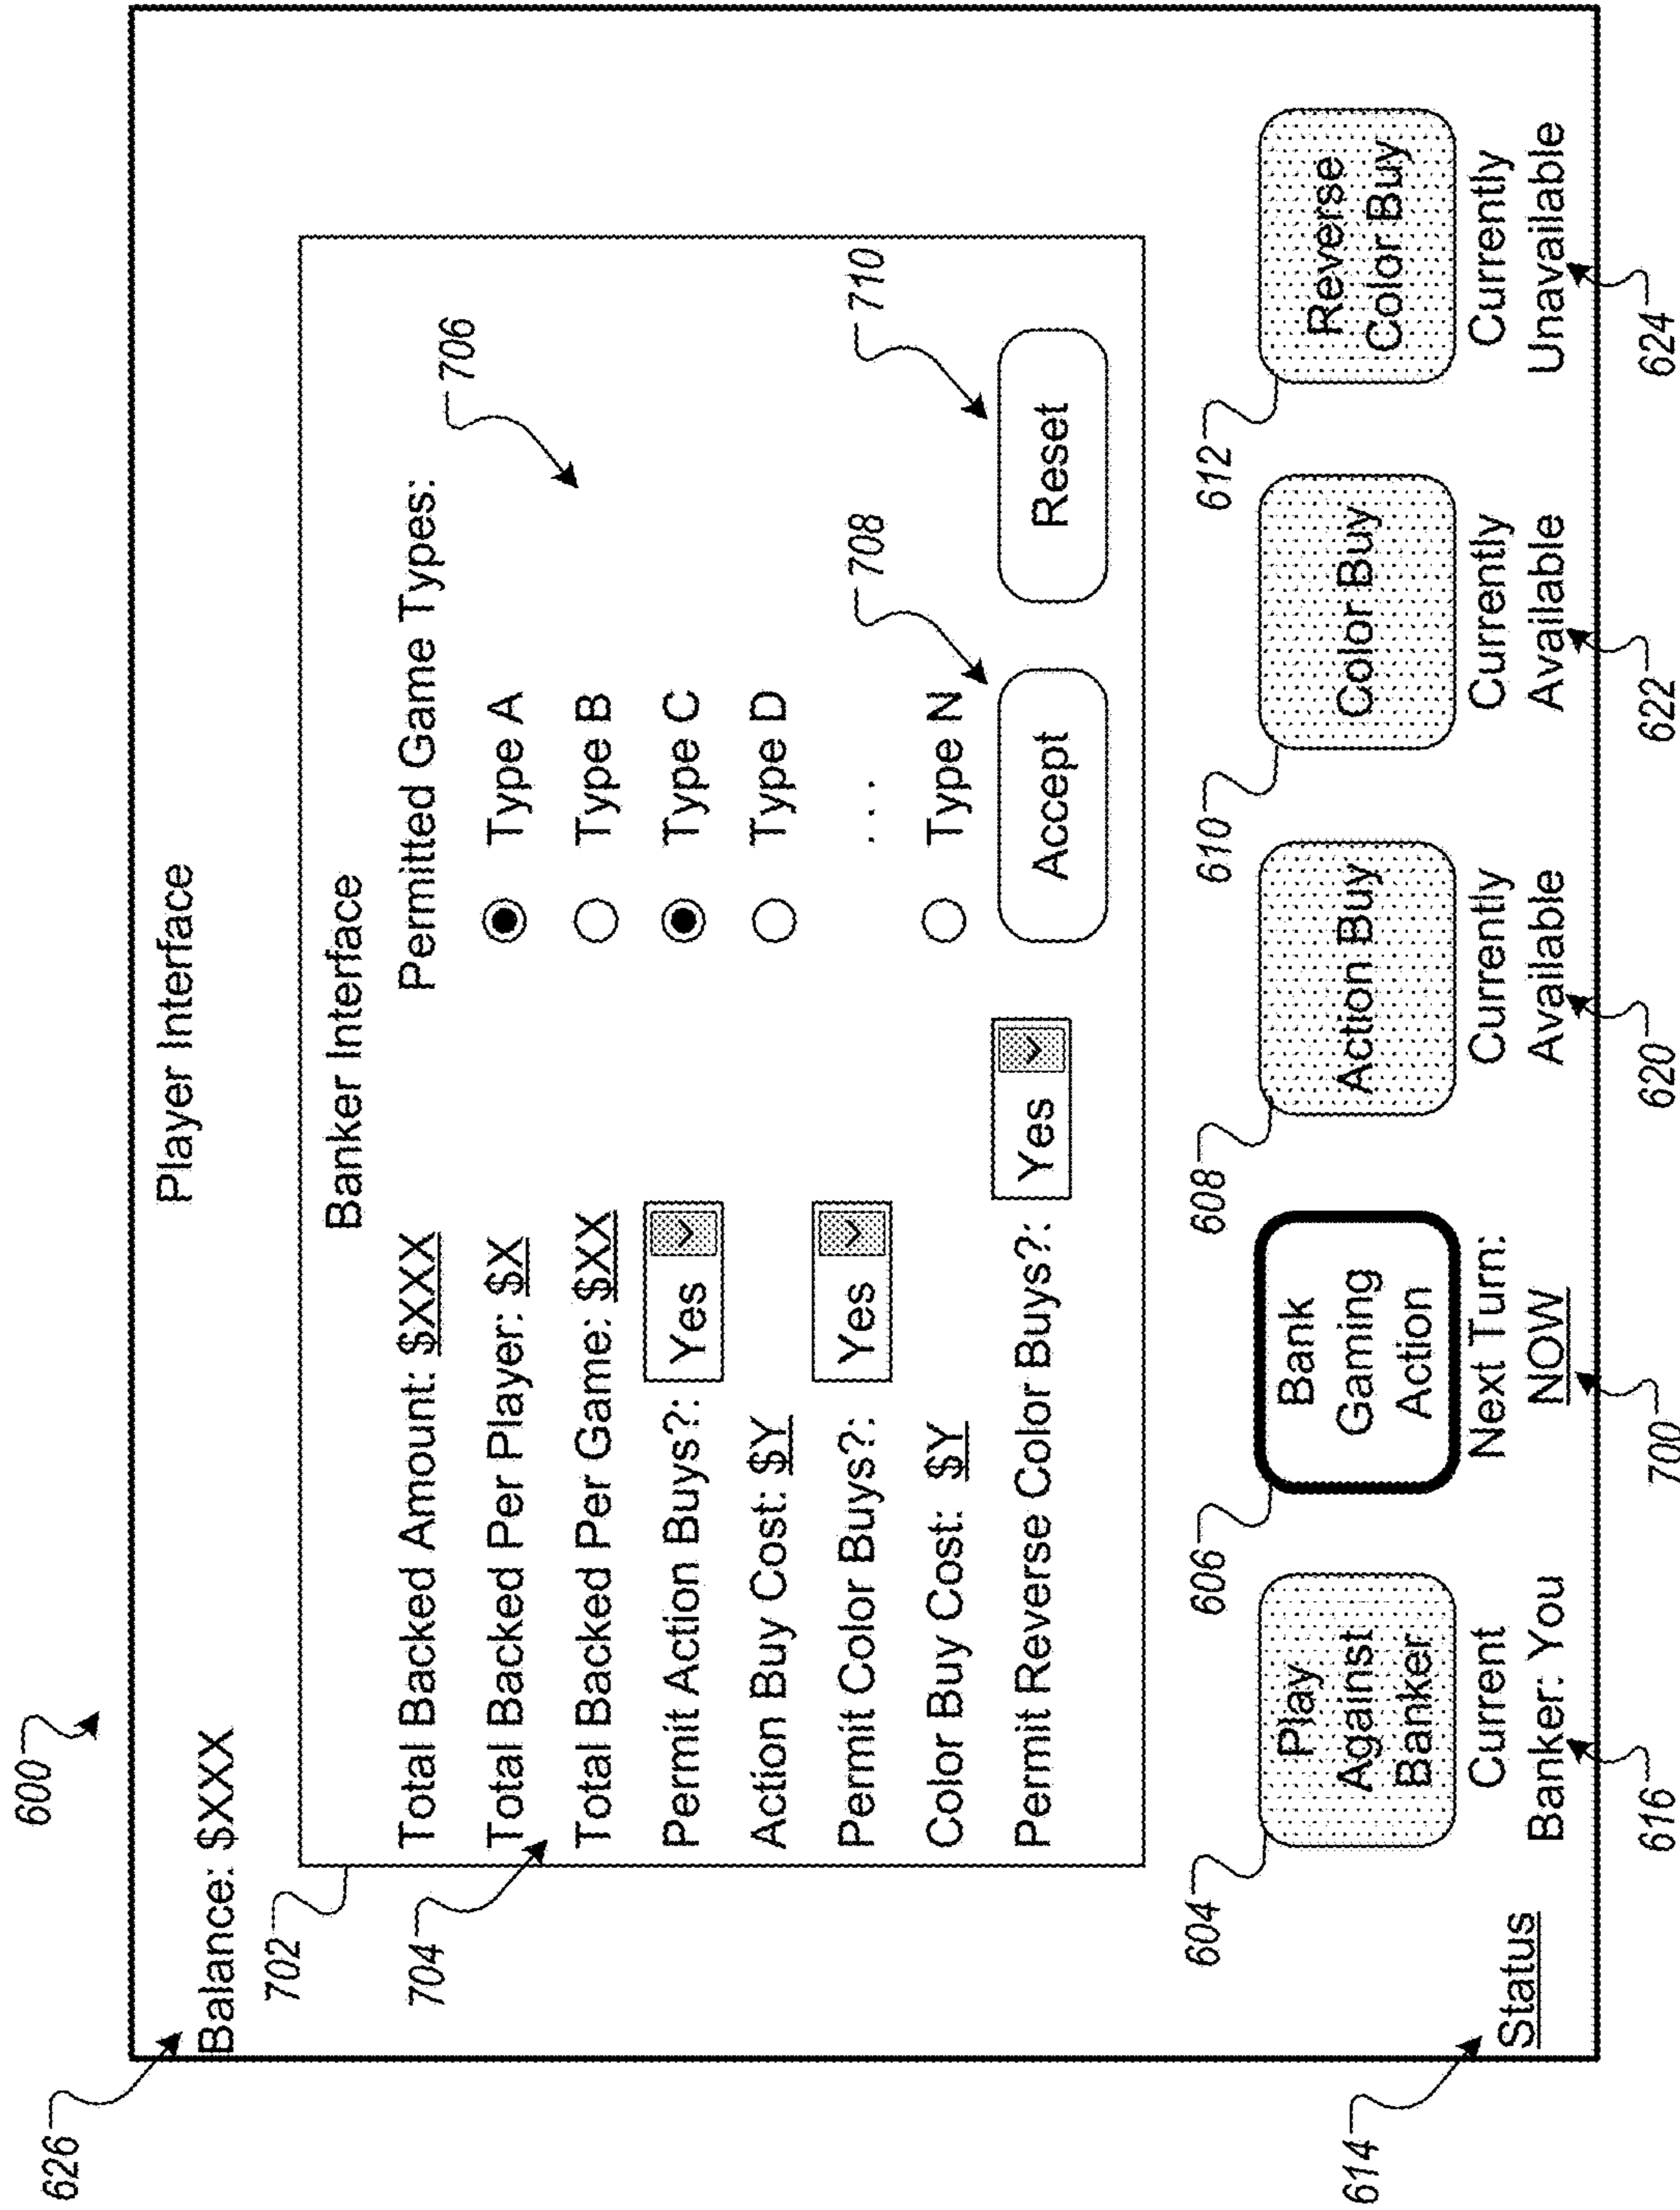 600
626
Player Interface
Balance: $XXX
702
Banker Interface
704
Total Backed Amount: $XXX
Total Backed Per Player: $X
Total Backed Per Game: $XX
Permit Action Buys?: Yes
Action Buy Cost: $Y
Permit Color Buys?: Yes
Color Buy Cost: $Y
Permit Reverse Color Buys?: Yes
Permitted Game Types:
706
Type A
Type B
Type C
Type D
. . .
Type N
708
710
Accept
Reset
604
606
608
610
612
Play
Against
Banker
Bank
Gaming
Action
Action Buy
Color Buy
Reverse
Color Buy
614
Status
Current
Banker: You
Next Turn:
NOW
Currently
Available
Currently
Available
Currently
Unavailable
616
700
620
622
624